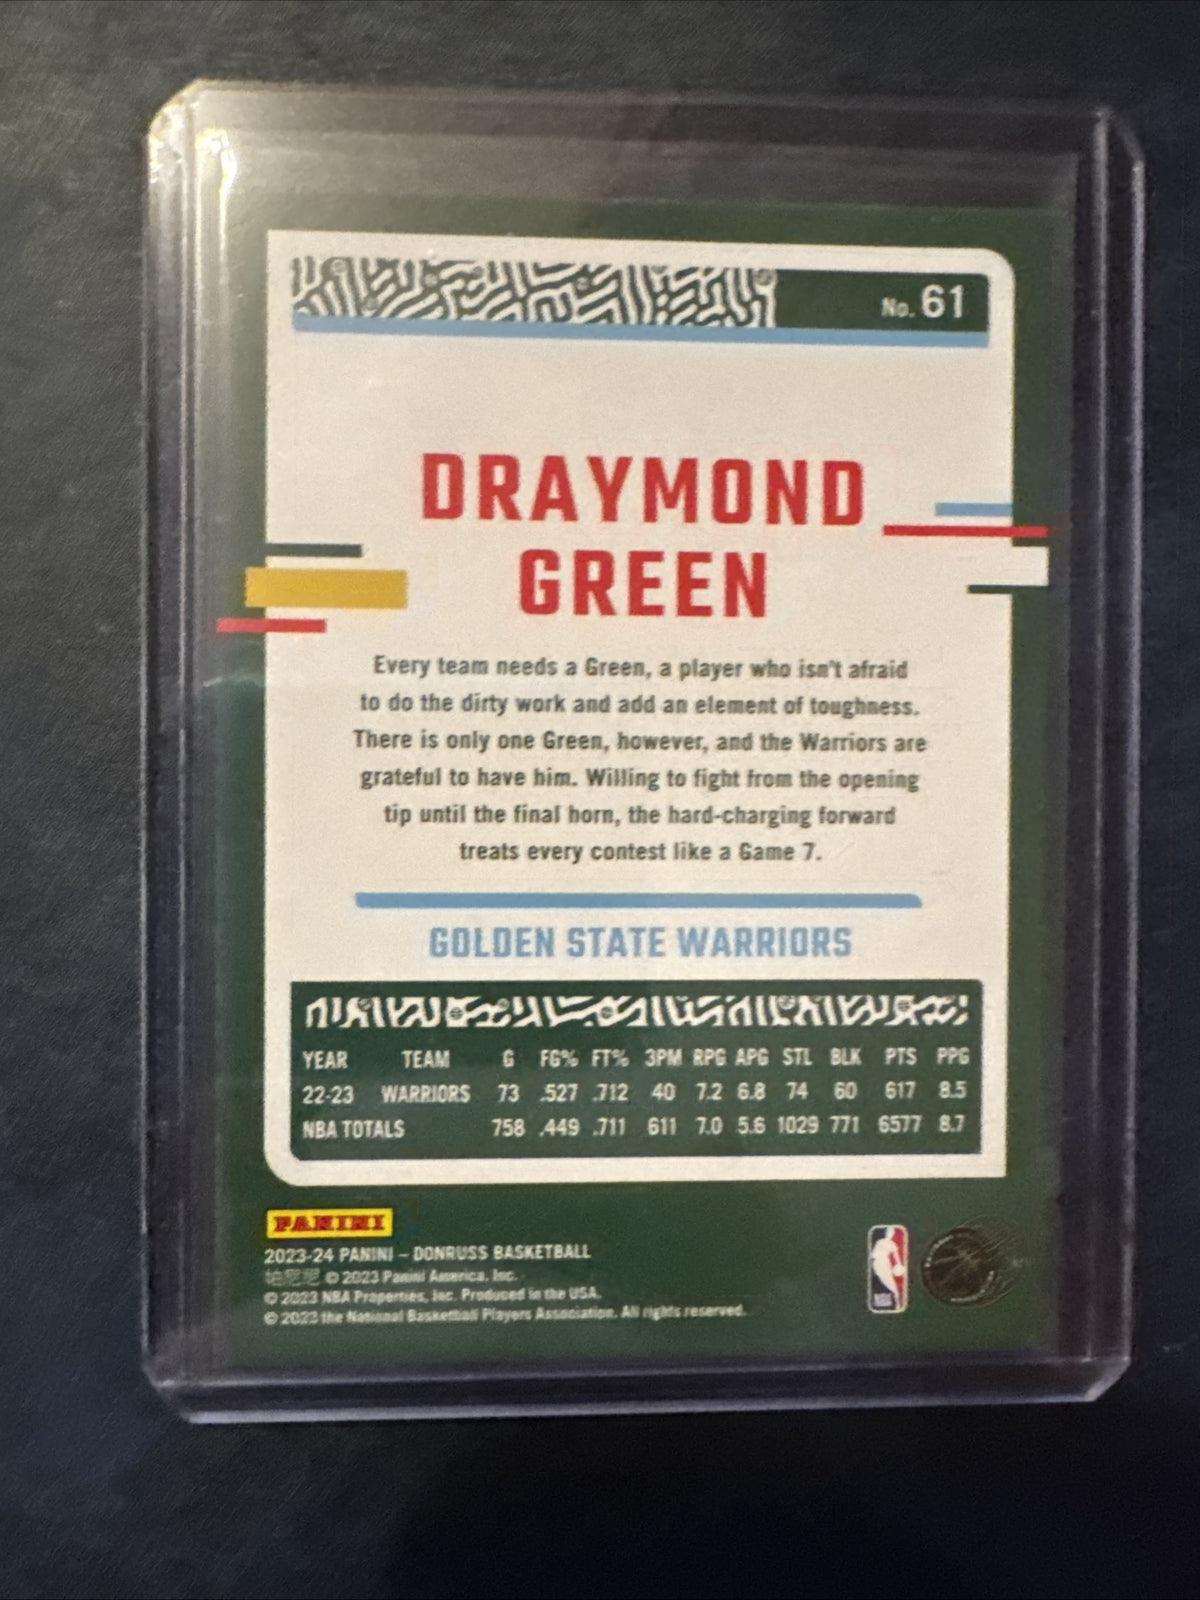 No. 61
DRAYMOND
GREEN
Every team needs a Green, a player who isn't afraid
to do the dirty work and add an element of toughness.
There is only one Green, however, and the Warriors are
grateful to have him. Willing to fight from the opening
tip until the final horn, the hard-charging forward
treats every contest like a Game 7.
GOLDEN STATE WARRIORS
YEAR TEAM G FG% FT% 3PM RPG APG STL BLK PTS PPG
22-23 WARRIORS 73 .527 .712 40 7.2 6.8 74 60 617 8.5
NBA TOTALS 758 .449 .711 611 7.0 5.6 1029 771 6577 8.7
PANINI
2023-24 PANINI – DONRUSS BASKETBALL
© 2023 Panini America, Inc.
© 2023 NBA Properties, Inc. Produced in the USA.
© 2023 the National Basketball Players Association. All rights reserved.
NBA